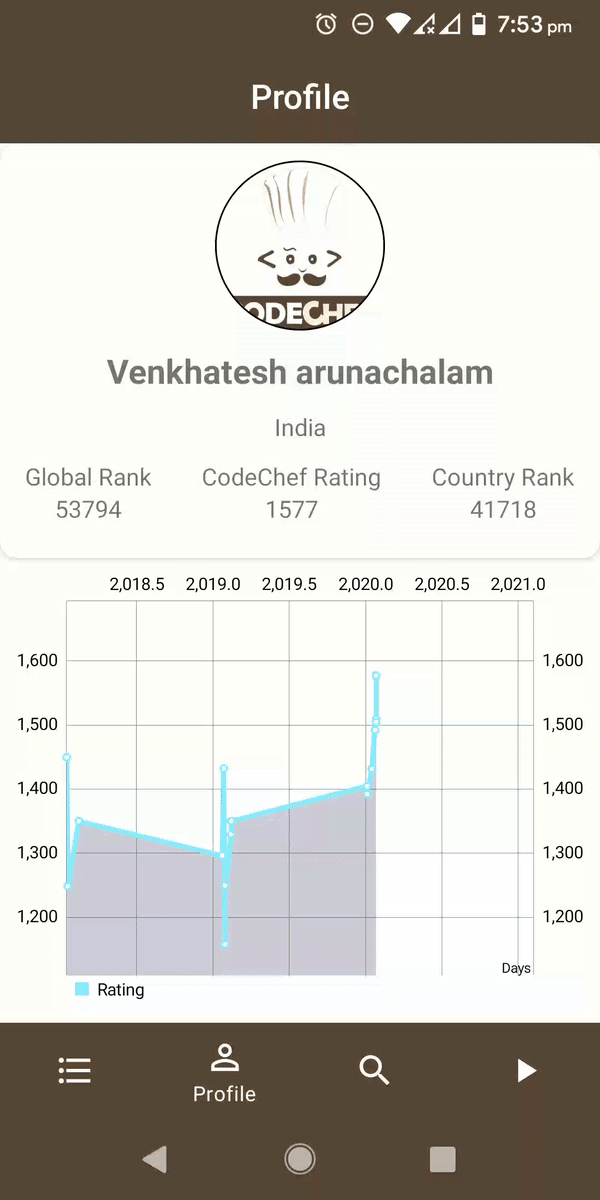 7:53 pm
Profile
ODECHE
Venkhatesh arunachalam
India
Global Rank CodeChef Rating Country Rank
53794 1577 41718
2,018.5 2,019.0 2,019.5 2,020.0 2,020.5 2,021.0
1,600 1,600
1,500 1,500
1,400 1,400
1,300 1,300
1,200 1,200
Days
Rating
Profile